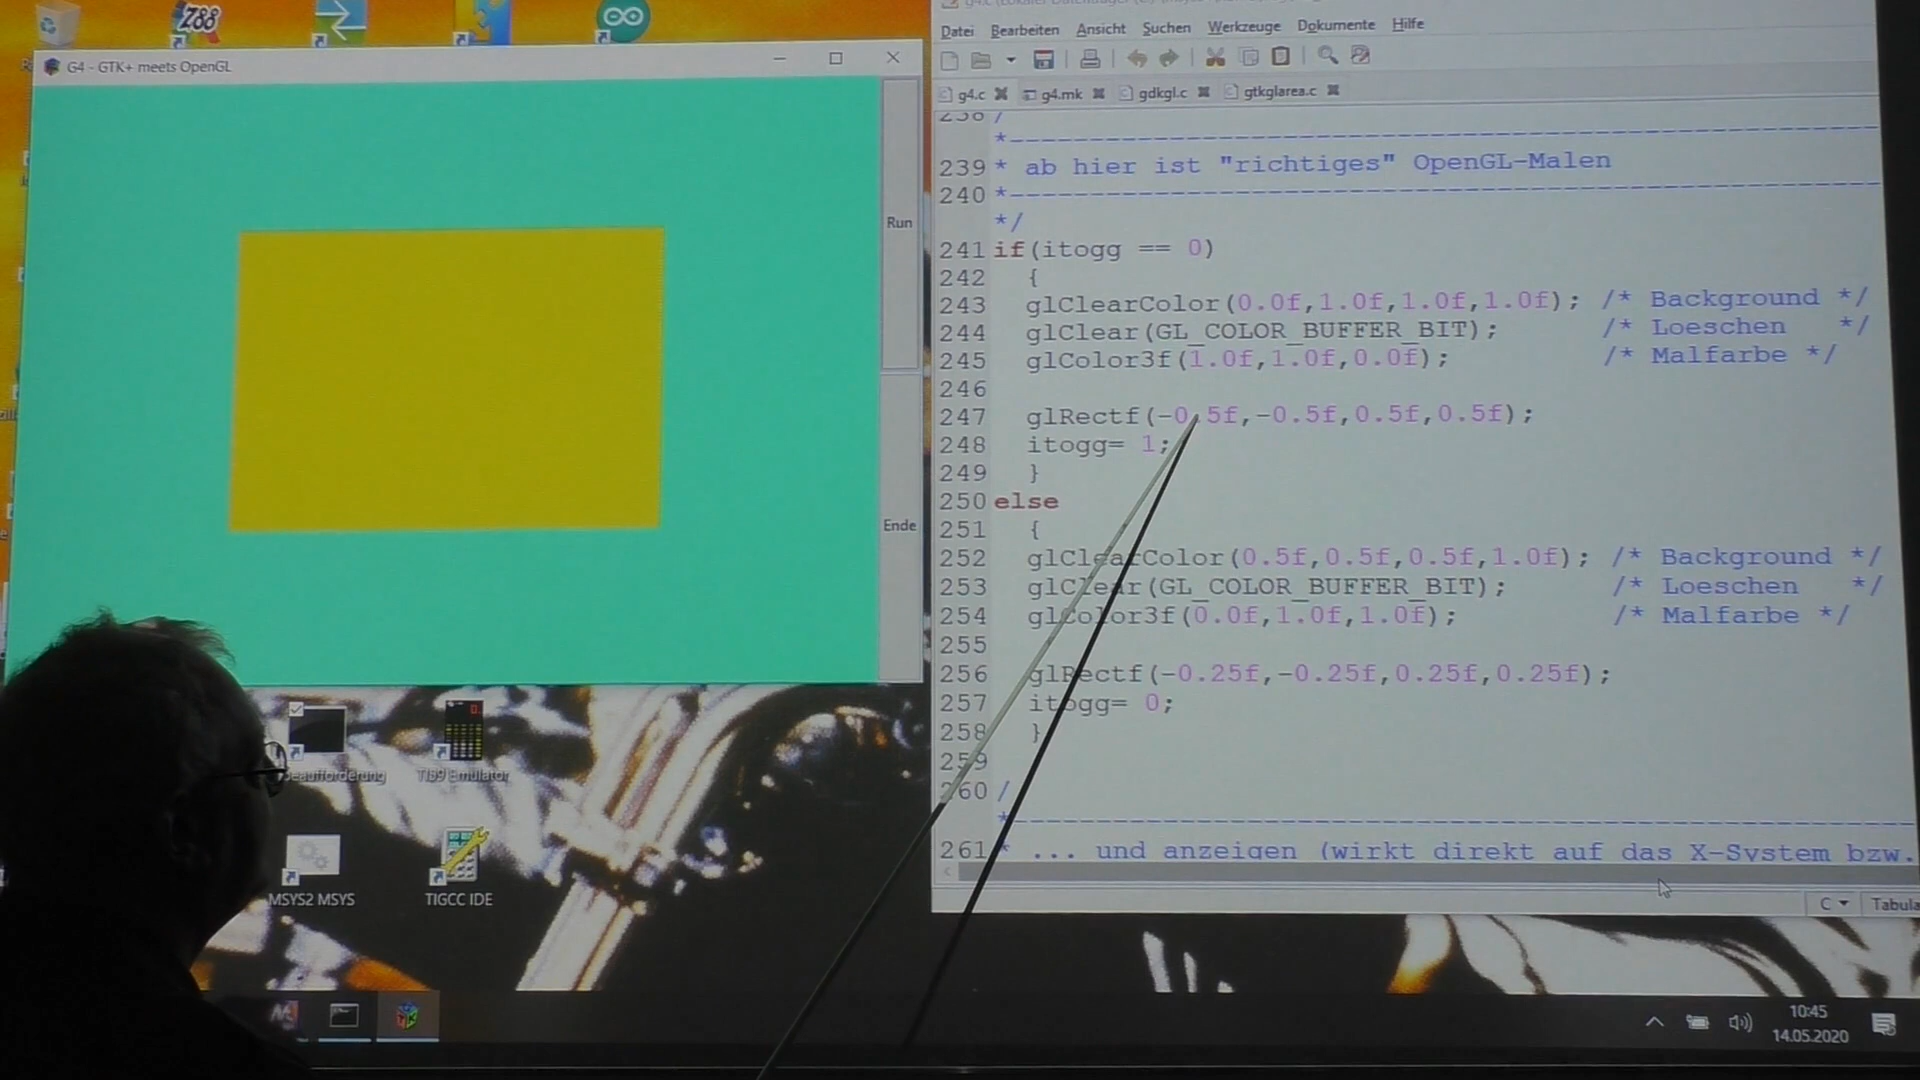 Z88
G4 - GTK+ meets OpenGL
Run
Ende
Datei Bearbeiten Ansicht Suchen Werkzeuge Dokumente Hilfe
g4.c g4.mk gdkgl.c gtkglarea.c
238 /
*------------------------------------------------------
239 * ab hier ist "richtiges" OpenGL-Malen
240 *------------------------------------------------------
*/
241 if(itogg == 0)
242 {
243 glClearColor(0.0f,1.0f,1.0f,1.0f); /* Background */
244 glClear(GL_COLOR_BUFFER_BIT); /* Loeschen */
245 glColor3f(1.0f,1.0f,0.0f); /* Malfarbe */
246
247 glRectf(-0.5f,-0.5f,0.5f,0.5f);
248 itogg= 1;
249 }
250 else
251 {
252 glClearColor(0.5f,0.5f,0.5f,1.0f); /* Background */
253 glClear(GL_COLOR_BUFFER_BIT); /* Loeschen */
254 glColor3f(0.0f,1.0f,1.0f); /* Malfarbe */
255
256 glRectf(-0.25f,-0.25f,0.25f,0.25f);
257 itogg= 0;
258 }
259
260 /
*------------------------------------------------------
261 * ... und anzeigen (wirkt direkt auf das X-System bzw.
C Tabula
eaufforderung
TI89 Emulator
MSYS2 MSYS
TIGCC IDE
10:45
14.05.2020